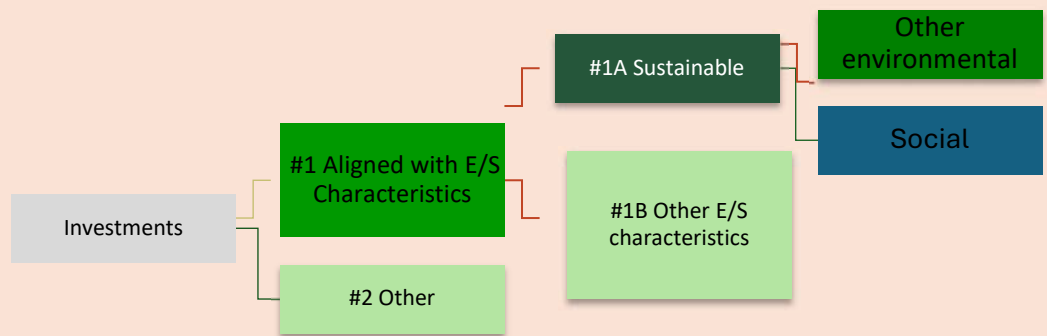 Other
environmental
#1A Sustainable
Social
#1 Aligned with E/S
Characteristics
#1B Other E/S
characteristics
Investments
#2 Other